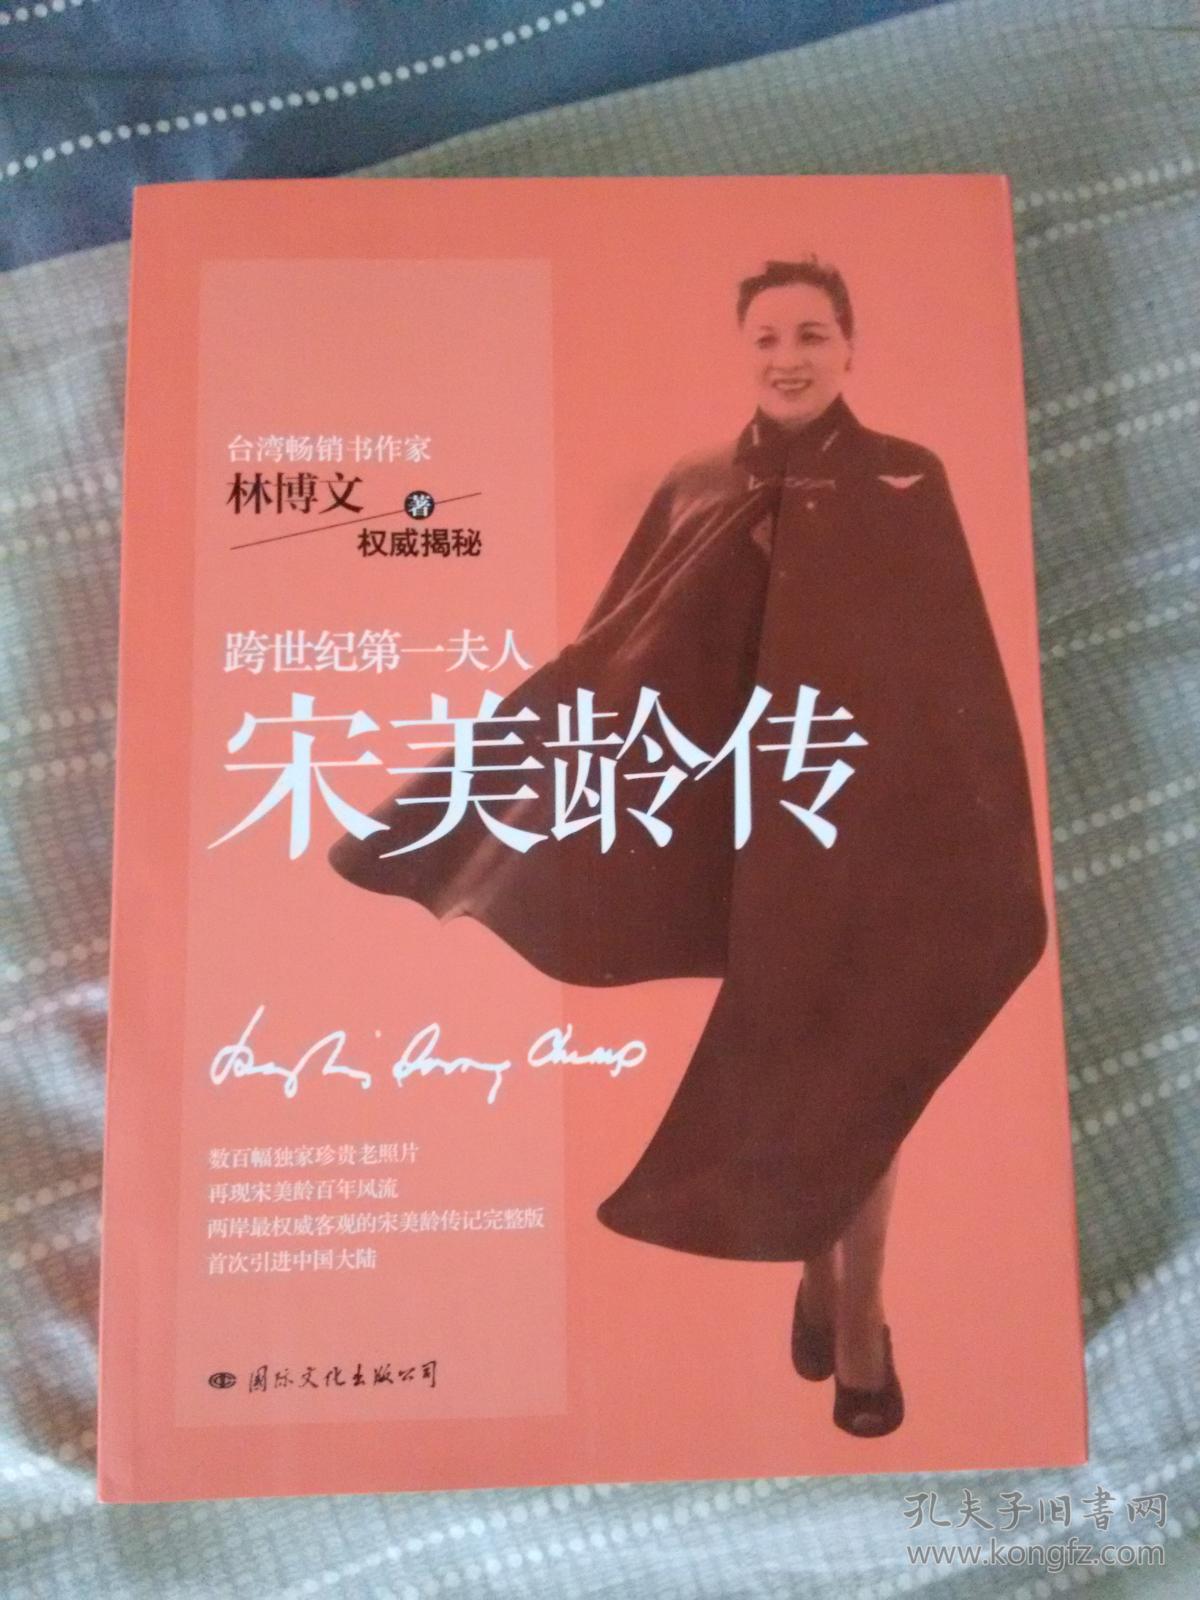 台湾畅销书作家
林博文 著
权威揭秘
跨世纪第一夫人
宋美龄传
数百幅独家珍贵老照片
再现宋美龄百年风流
两岸最权威客观的宋美龄传记完整版
首次引进中国大陆
国际文化出版公司
孔夫子旧书网
www.kongfz.com